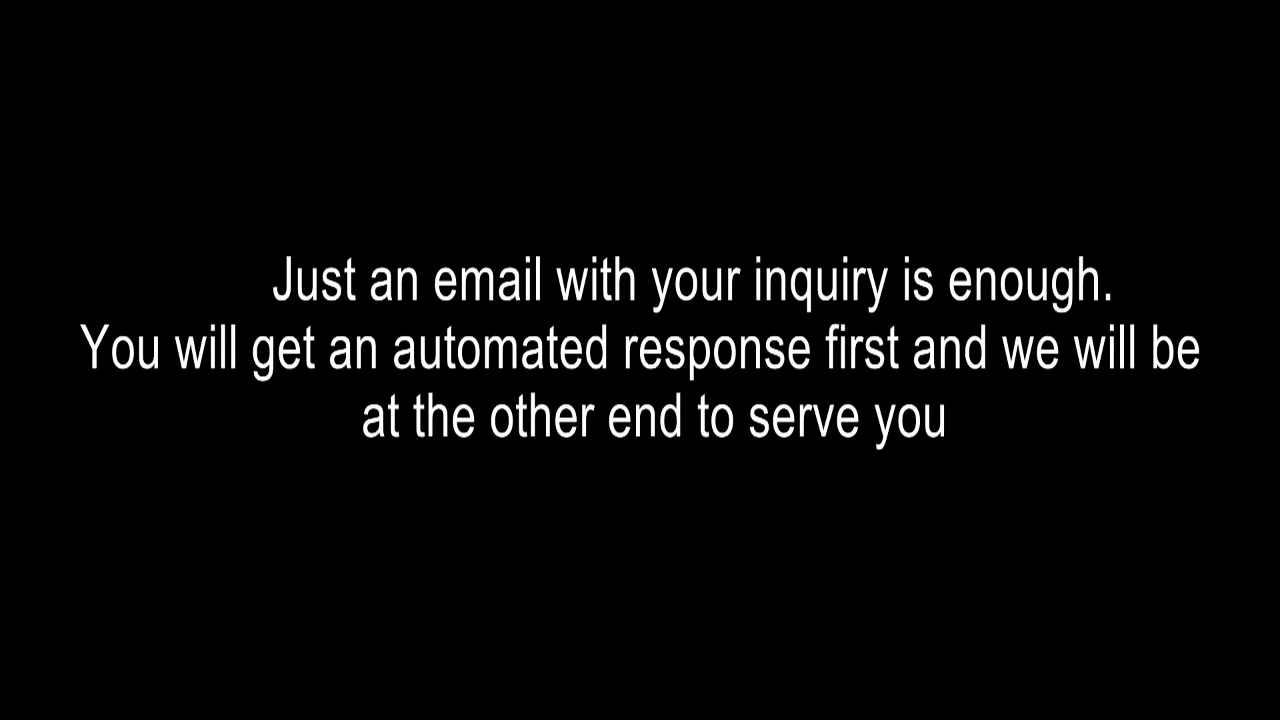 Just an email with your inquiry is enough.
You will get an automated response first and we will be
at the other end to serve you